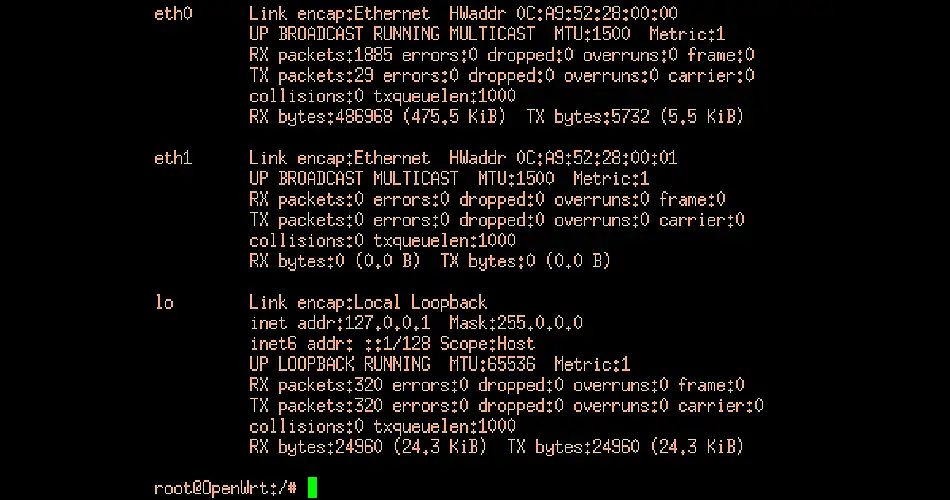 eth0      Link encap:Ethernet  HWaddr 0C:A9:52:28:00:00
          UP BROADCAST RUNNING MULTICAST  MTU:1500  Metric:1
          RX packets:1885 errors:0 dropped:0 overruns:0 frame:0
          TX packets:29 errors:0 dropped:0 overruns:0 carrier:0
          collisions:0 txqueuelen:1000
          RX bytes:486968 (475.5 KiB)  TX bytes:5732 (5.5 KiB)

eth1      Link encap:Ethernet  HWaddr 0C:A9:52:28:00:01
          UP BROADCAST MULTICAST  MTU:1500  Metric:1
          RX packets:0 errors:0 dropped:0 overruns:0 frame:0
          TX packets:0 errors:0 dropped:0 overruns:0 carrier:0
          collisions:0 txqueuelen:1000
          RX bytes:0 (0.0 B)  TX bytes:0 (0.0 B)

lo        Link encap:Local Loopback
          inet addr:127.0.0.1  Mask:255.0.0.0
          inet6 addr: ::1/128 Scope:Host
          UP LOOPBACK RUNNING  MTU:65536  Metric:1
          RX packets:320 errors:0 dropped:0 overruns:0 frame:0
          TX packets:320 errors:0 dropped:0 overruns:0 carrier:0
          collisions:0 txqueuelen:1000
          RX bytes:24960 (24.3 KiB)  TX bytes:24960 (24.3 KiB)

root@OpenWrt:/#